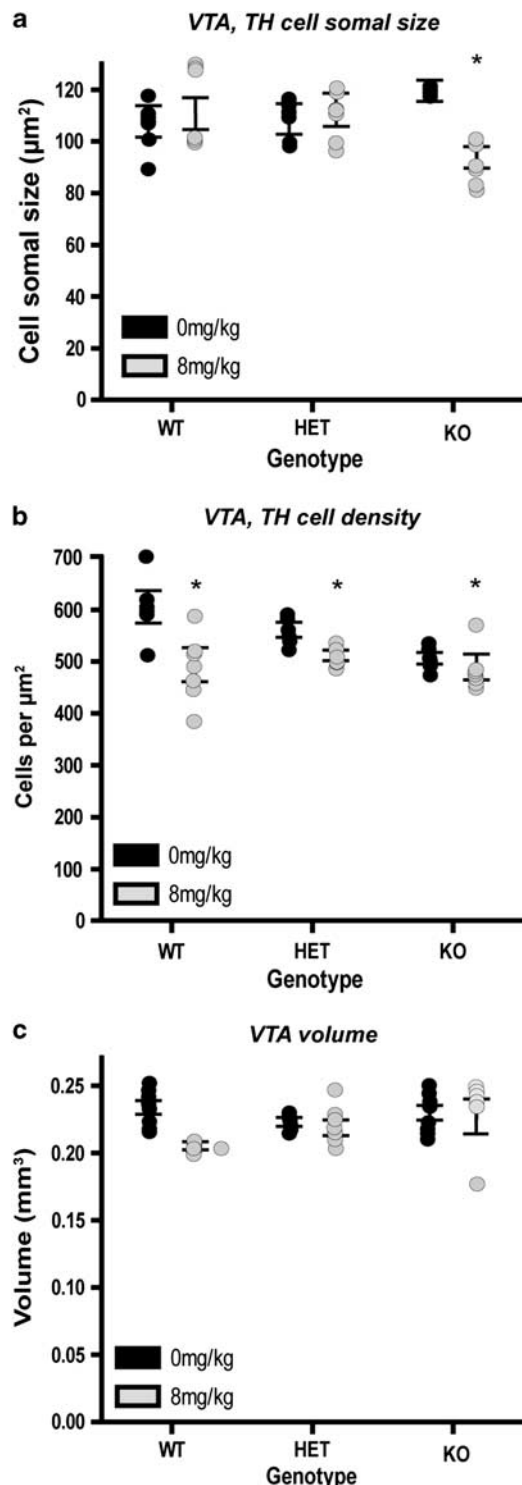 a
VTA, TH cell somal size
Cell somal size (µm²)
120
100
80
60
40
20
0
*
0mg/kg
8mg/kg
WT HET KO
Genotype
b
VTA, TH cell density
Cells per µm²
700
600
500
400
300
200
100
0
* * *
0mg/kg
8mg/kg
WT HET KO
Genotype
c
VTA volume
Volume (mm³)
0.25
0.20
0.15
0.10
0.05
0.00
0mg/kg
8mg/kg
WT HET KO
Genotype